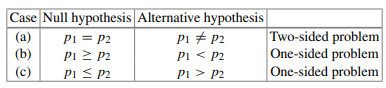 Case Null hypothesis Alternative hypothesis
(a) p₁ = p₂ p₁ ≠ p₂ Two-sided problem
(b) p₁ ≥ p₂ p₁ < p₂ One-sided problem
(c) p₁ ≤ p₂ p₁ > p₂ One-sided problem